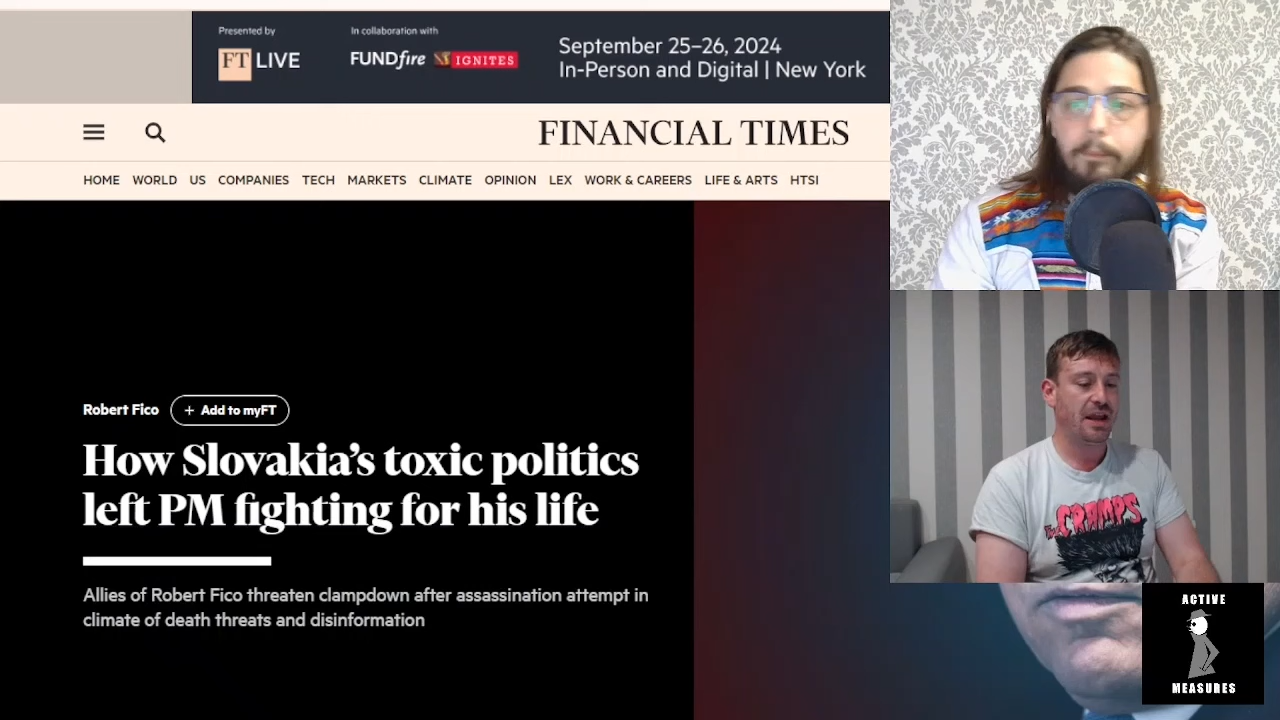 Presented by
FT LIVE
In collaboration with
FUNDfire IGNITES
September 25–26, 2024
In-Person and Digital | New York
FINANCIAL TIMES
HOME WORLD US COMPANIES TECH MARKETS CLIMATE OPINION LEX WORK & CAREERS LIFE & ARTS HTSI
Robert Fico + Add to myFT
How Slovakia's toxic politics
left PM fighting for his life
Allies of Robert Fico threaten clampdown after assassination attempt in
climate of death threats and disinformation
THE CRAMPS
ACTIVE
MEASURES